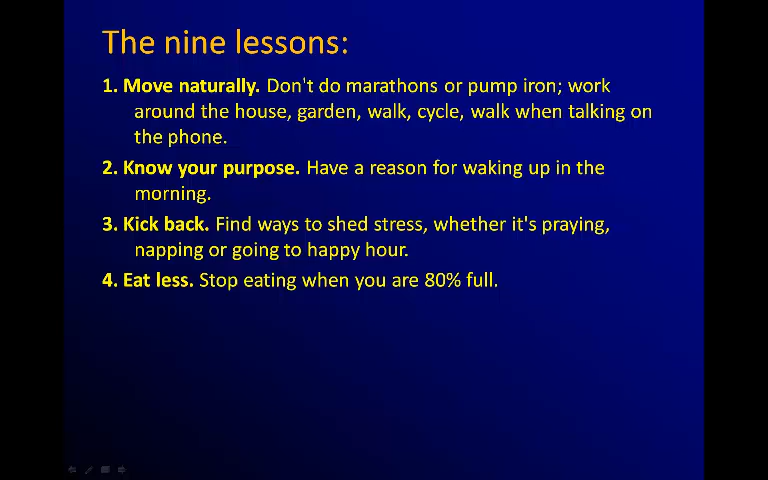 The nine lessons:
1. Move naturally. Don't do marathons or pump iron; work
around the house, garden, walk, cycle, walk when talking on
the phone.
2. Know your purpose. Have a reason for waking up in the
morning.
3. Kick back. Find ways to shed stress, whether it's praying,
napping or going to happy hour.
4. Eat less. Stop eating when you are 80% full.